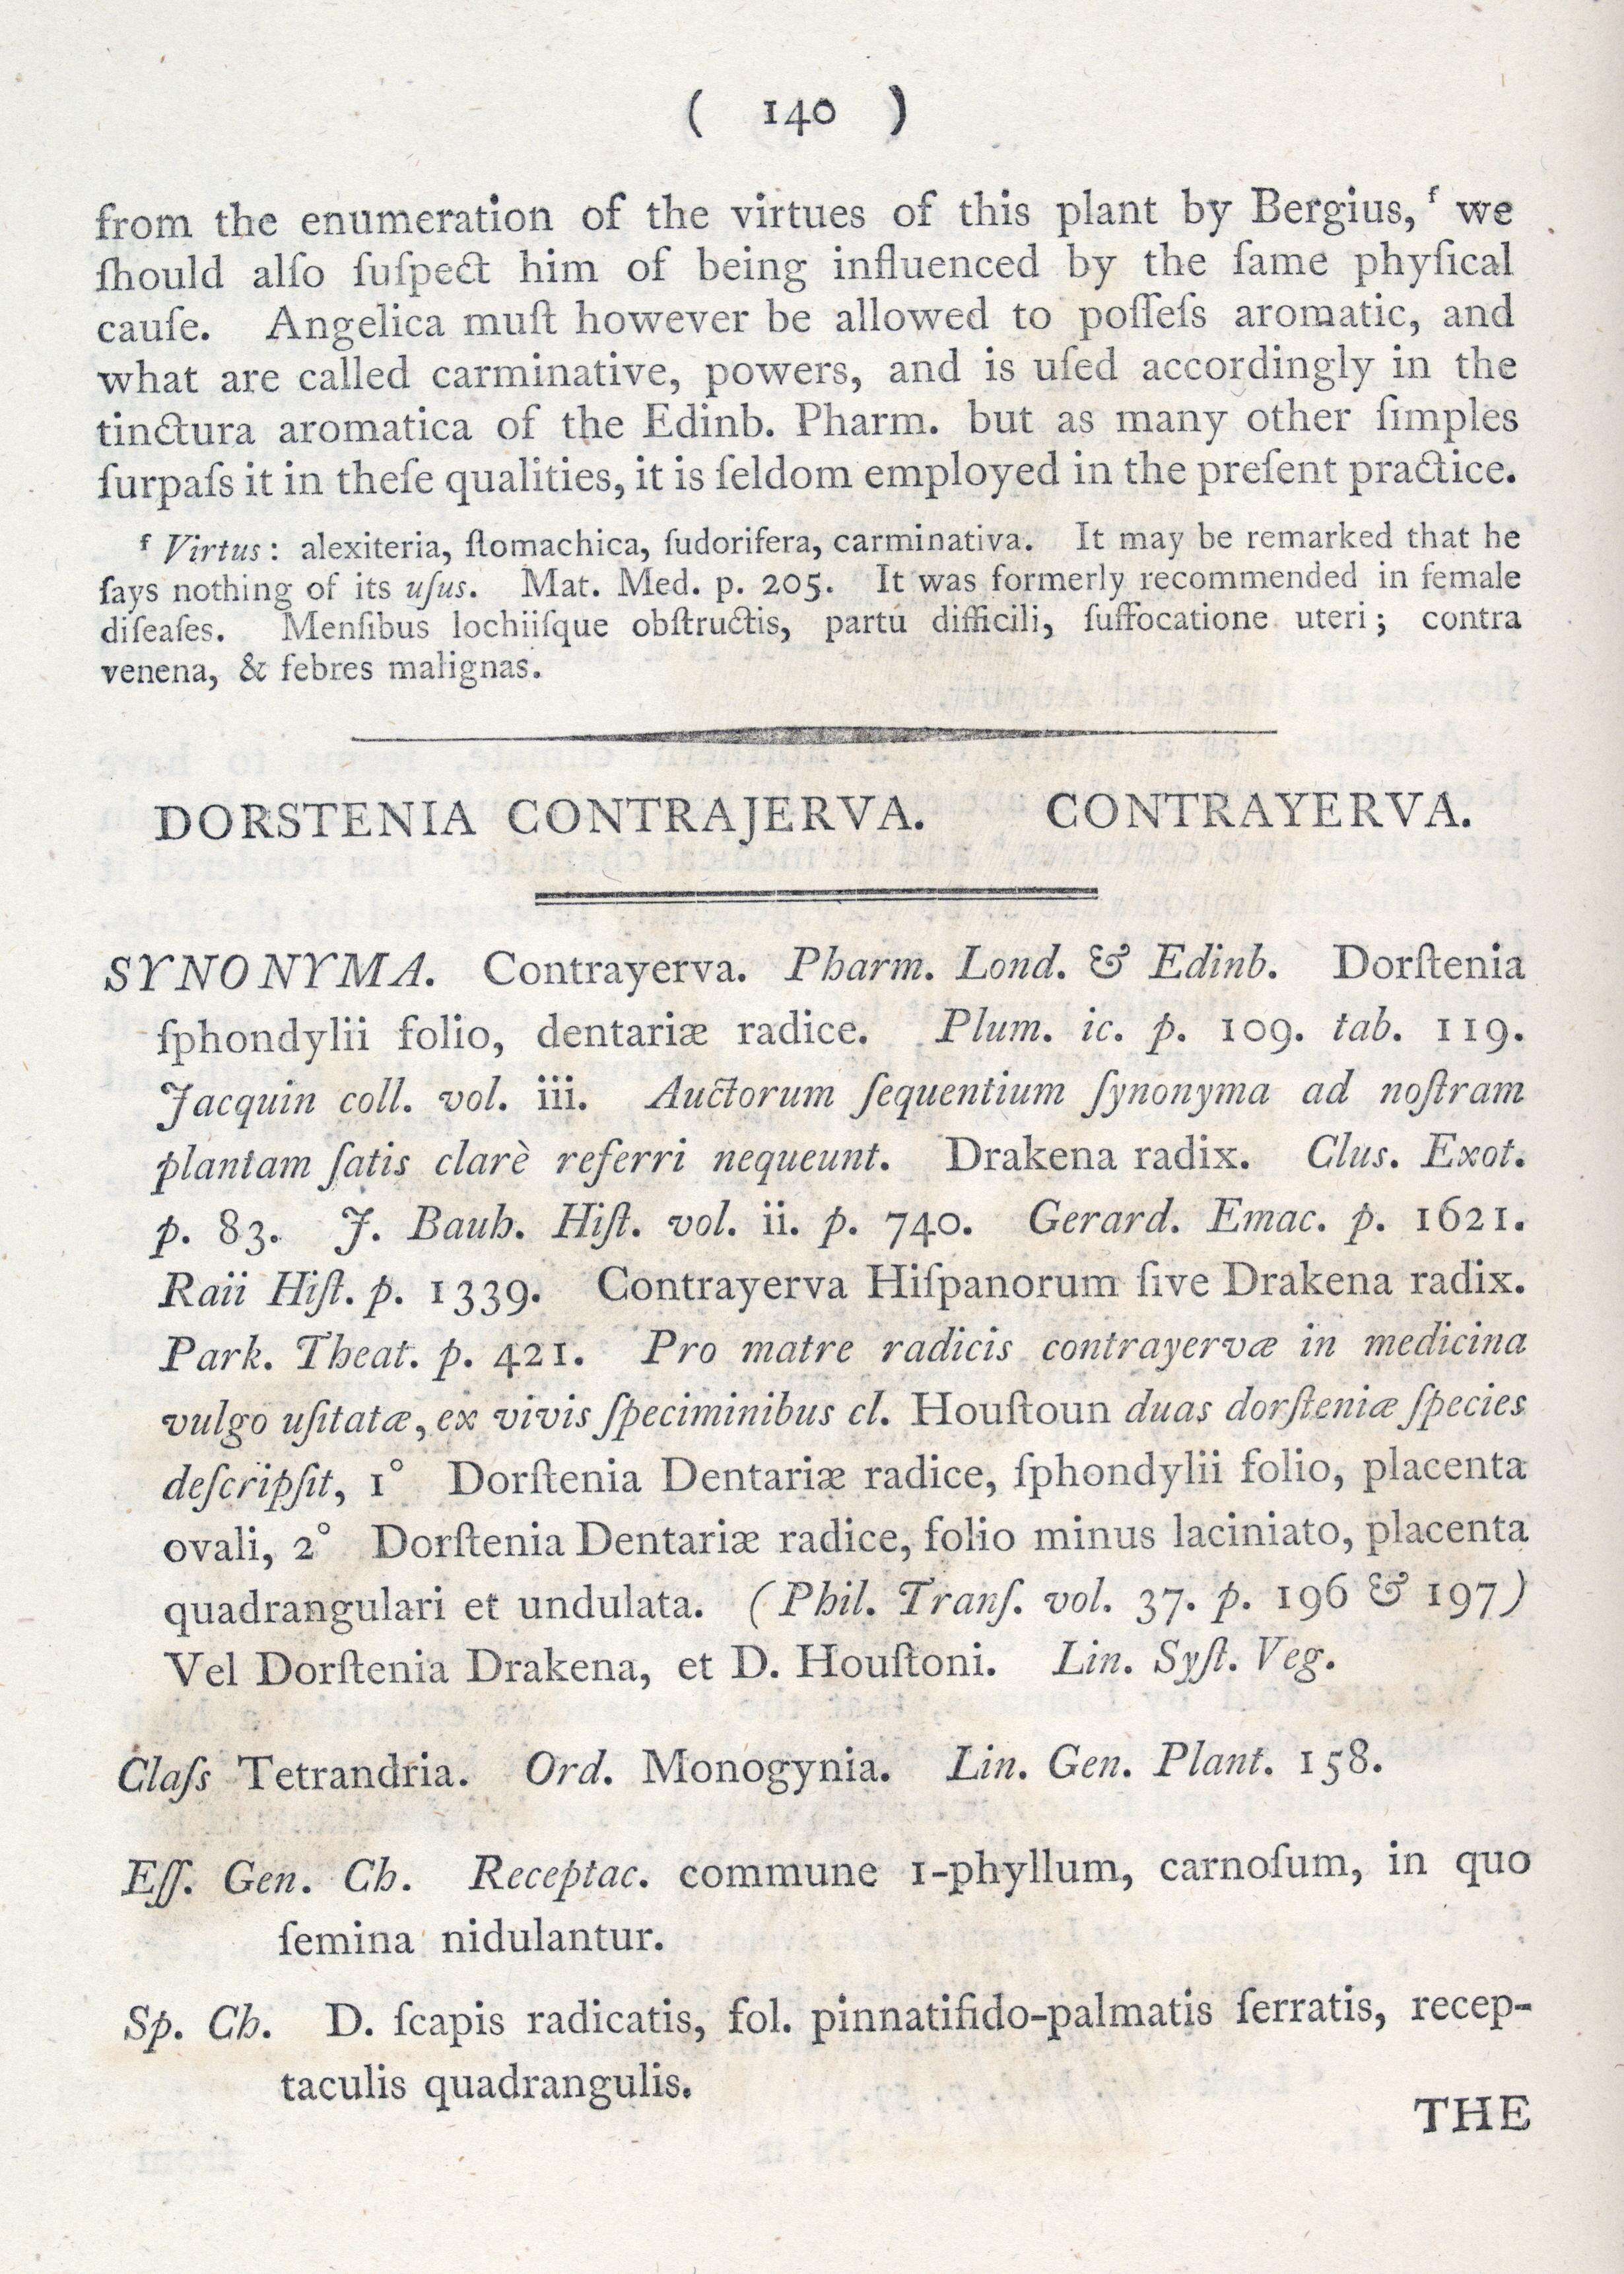 ( 140 )
from the enumeration of the virtues of this plant by Bergius, ᶠ we
ſhould alſo ſuſpect him of being influenced by the ſame phyſical
cauſe. Angelica muſt however be allowed to poſſeſs aromatic, and
what are called carminative, powers, and is uſed accordingly in the
tinctura aromatica of the Edinb. Pharm. but as many other ſimples
ſurpaſs it in theſe qualities, it is ſeldom employed in the preſent practice.
ᶠ Virtus: alexiteria, ſtomachica, ſudorifera, carminativa. It may be remarked that he
ſays nothing of its uſus. Mat. Med. p. 205. It was formerly recommended in female
diſeaſes. Menſibus lochiiſque obſtructis, partú difficili, ſuffocatione uteri; contra
venena, & febres malignas.
DORSTENIA CONTRAJERVA. CONTRAYERVA.
SYNONYMA. Contrayerva. Pharm. Lond. & Edinb. Dorſtenia
ſphondylii folio, dentariæ radice. Plum. ic. p. 109. tab. 119.
Jacquin coll. vol. iii. Auctorum ſequentium ſynonyma ad noſtram
plantam ſatis clarè referri nequeunt. Drakena radix. Clus. Exot.
p. 83. J. Bauh. Hiſt. vol. ii. p. 740. Gerard. Emac. p. 1621.
Raii Hiſt. p. 1339. Contrayerva Hiſpanorum ſive Drakena radix.
Park. Theat. p. 421. Pro matre radicis contrayervæ in medicina
vulgo uſitatæ, ex vivis ſpeciminibus cl. Houſtoun duas dorſteniæ ſpecies
deſcripſit, 1° Dorſtenia Dentariæ radice, ſphondylii folio, placenta
ovali, 2° Dorſtenia Dentariæ radice, folio minus laciniato, placenta
quadrangulari et undulata. (Phil. Tranſ. vol. 37. p. 196 & 197)
Vel Dorſtenia Drakena, et D. Houſtoni. Lin. Syſt. Veg.
Claſs Tetrandria. Ord. Monogynia. Lin. Gen. Plant. 158.
Eſſ. Gen. Ch. Receptac. commune 1-phyllum, carnoſum, in quo
ſemina nidulantur.
Sp. Ch. D. ſcapis radicatis, fol. pinnatifido-palmatis ſerratis, recep-
taculis quadrangulis.
THE